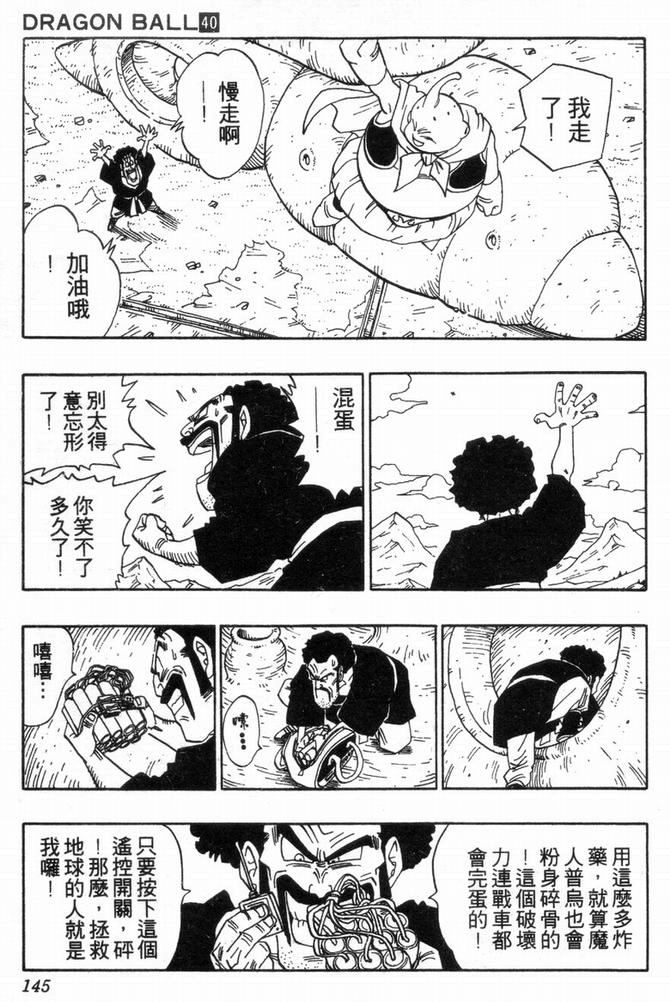 DRAGON BALL 40
我走
了！
慢走啊
——！
加油哦
！
混蛋
——！
別太得
意忘形
了！
你笑不了
多久了！
嘿…
嘻嘻…
用這麼多炸
藥，就算魔
人普烏也會
粉身碎骨的
！這個破壞
力連戰車都
會完蛋的！
只要按下這個
遙控開關，砰
！那麼，拯救
地球的人就是
我囉！
145